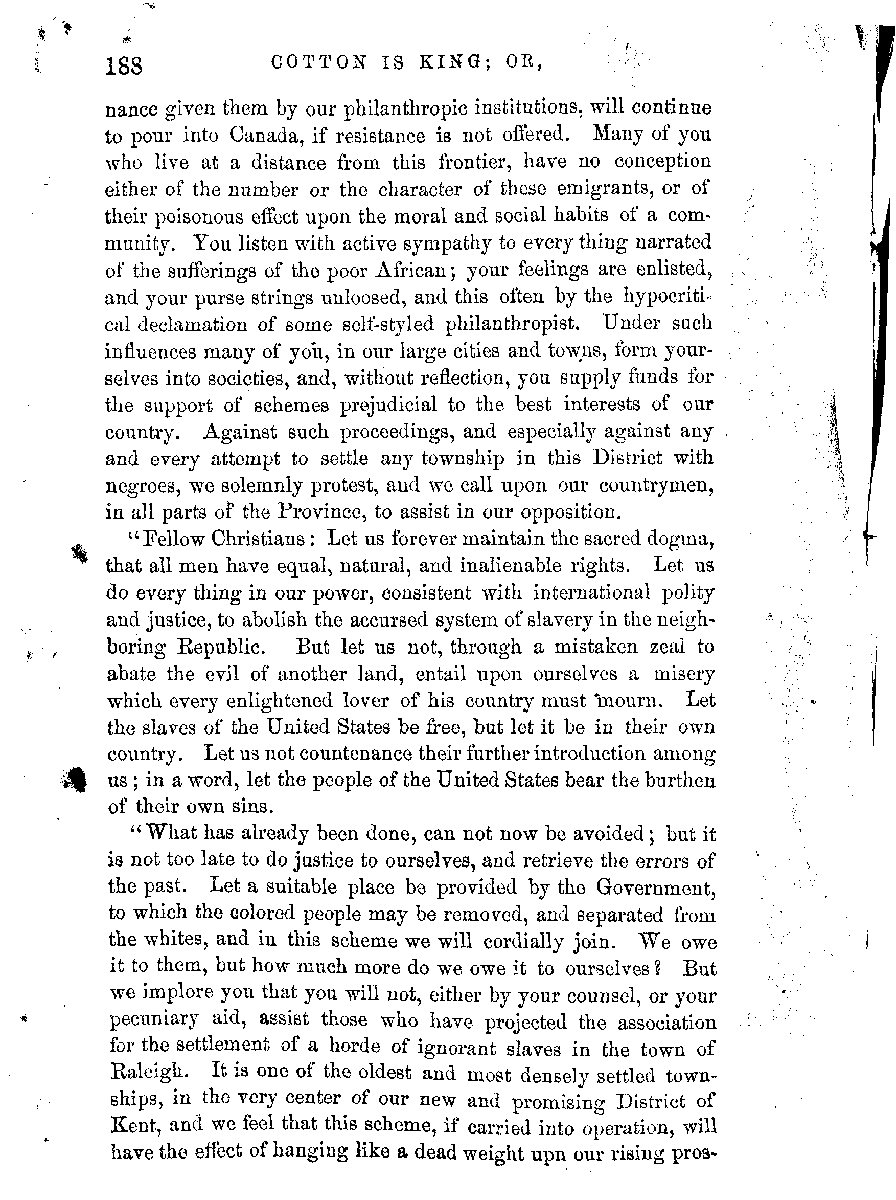 188 COTTON IS KING; OR,
nance given them by our philanthropic institutions, will continue
to pour into Canada, if resistance is not offered. Many of you
who live at a distance from this frontier, have no conception
either of the number or the character of these emigrants, or of
their poisonous effect upon the moral and social habits of a com-
munity. You listen with active sympathy to every thing narrated
of the sufferings of the poor African; your feelings are enlisted,
and your purse strings unloosed, and this often by the hypocriti-
cal declamation of some self-styled philanthropist. Under such
influences many of you, in our large cities and towns, form your-
selves into societies, and, without reflection, you supply funds for
the support of schemes prejudicial to the best interests of our
country. Against such proceedings, and especially against any
and every attempt to settle any township in this District with
negroes, we solemnly protest, and we call upon our countrymen,
in all parts of the Province, to assist in our opposition.
"Fellow Christians: Let us forever maintain the sacred dogma,
that all men have equal, natural, and inalienable rights. Let us
do every thing in our power, consistent with international polity
and justice, to abolish the accursed system of slavery in the neigh-
boring Republic. But let us not, through a mistaken zeal to
abate the evil of another land, entail upon ourselves a misery
which every enlightened lover of his country must mourn. Let
the slaves of the United States be free, but let it be in their own
country. Let us not countenance their further introduction among
us; in a word, let the people of the United States bear the burthen
of their own sins.
"What has already been done, can not now be avoided; but it
is not too late to do justice to ourselves, and retrieve the errors of
the past. Let a suitable place be provided by the Government,
to which the colored people may be removed, and separated from
the whites, and in this scheme we will cordially join. We owe
it to them, but how much more do we owe it to ourselves? But
we implore you that you will not, either by your counsel, or your
pecuniary aid, assist those who have projected the association
for the settlement of a horde of ignorant slaves in the town of
Raleigh. It is one of the oldest and most densely settled town-
ships, in the very center of our new and promising District of
Kent, and we feel that this scheme, if carried into operation, will
have the effect of hanging like a dead weight upn our rising pros-